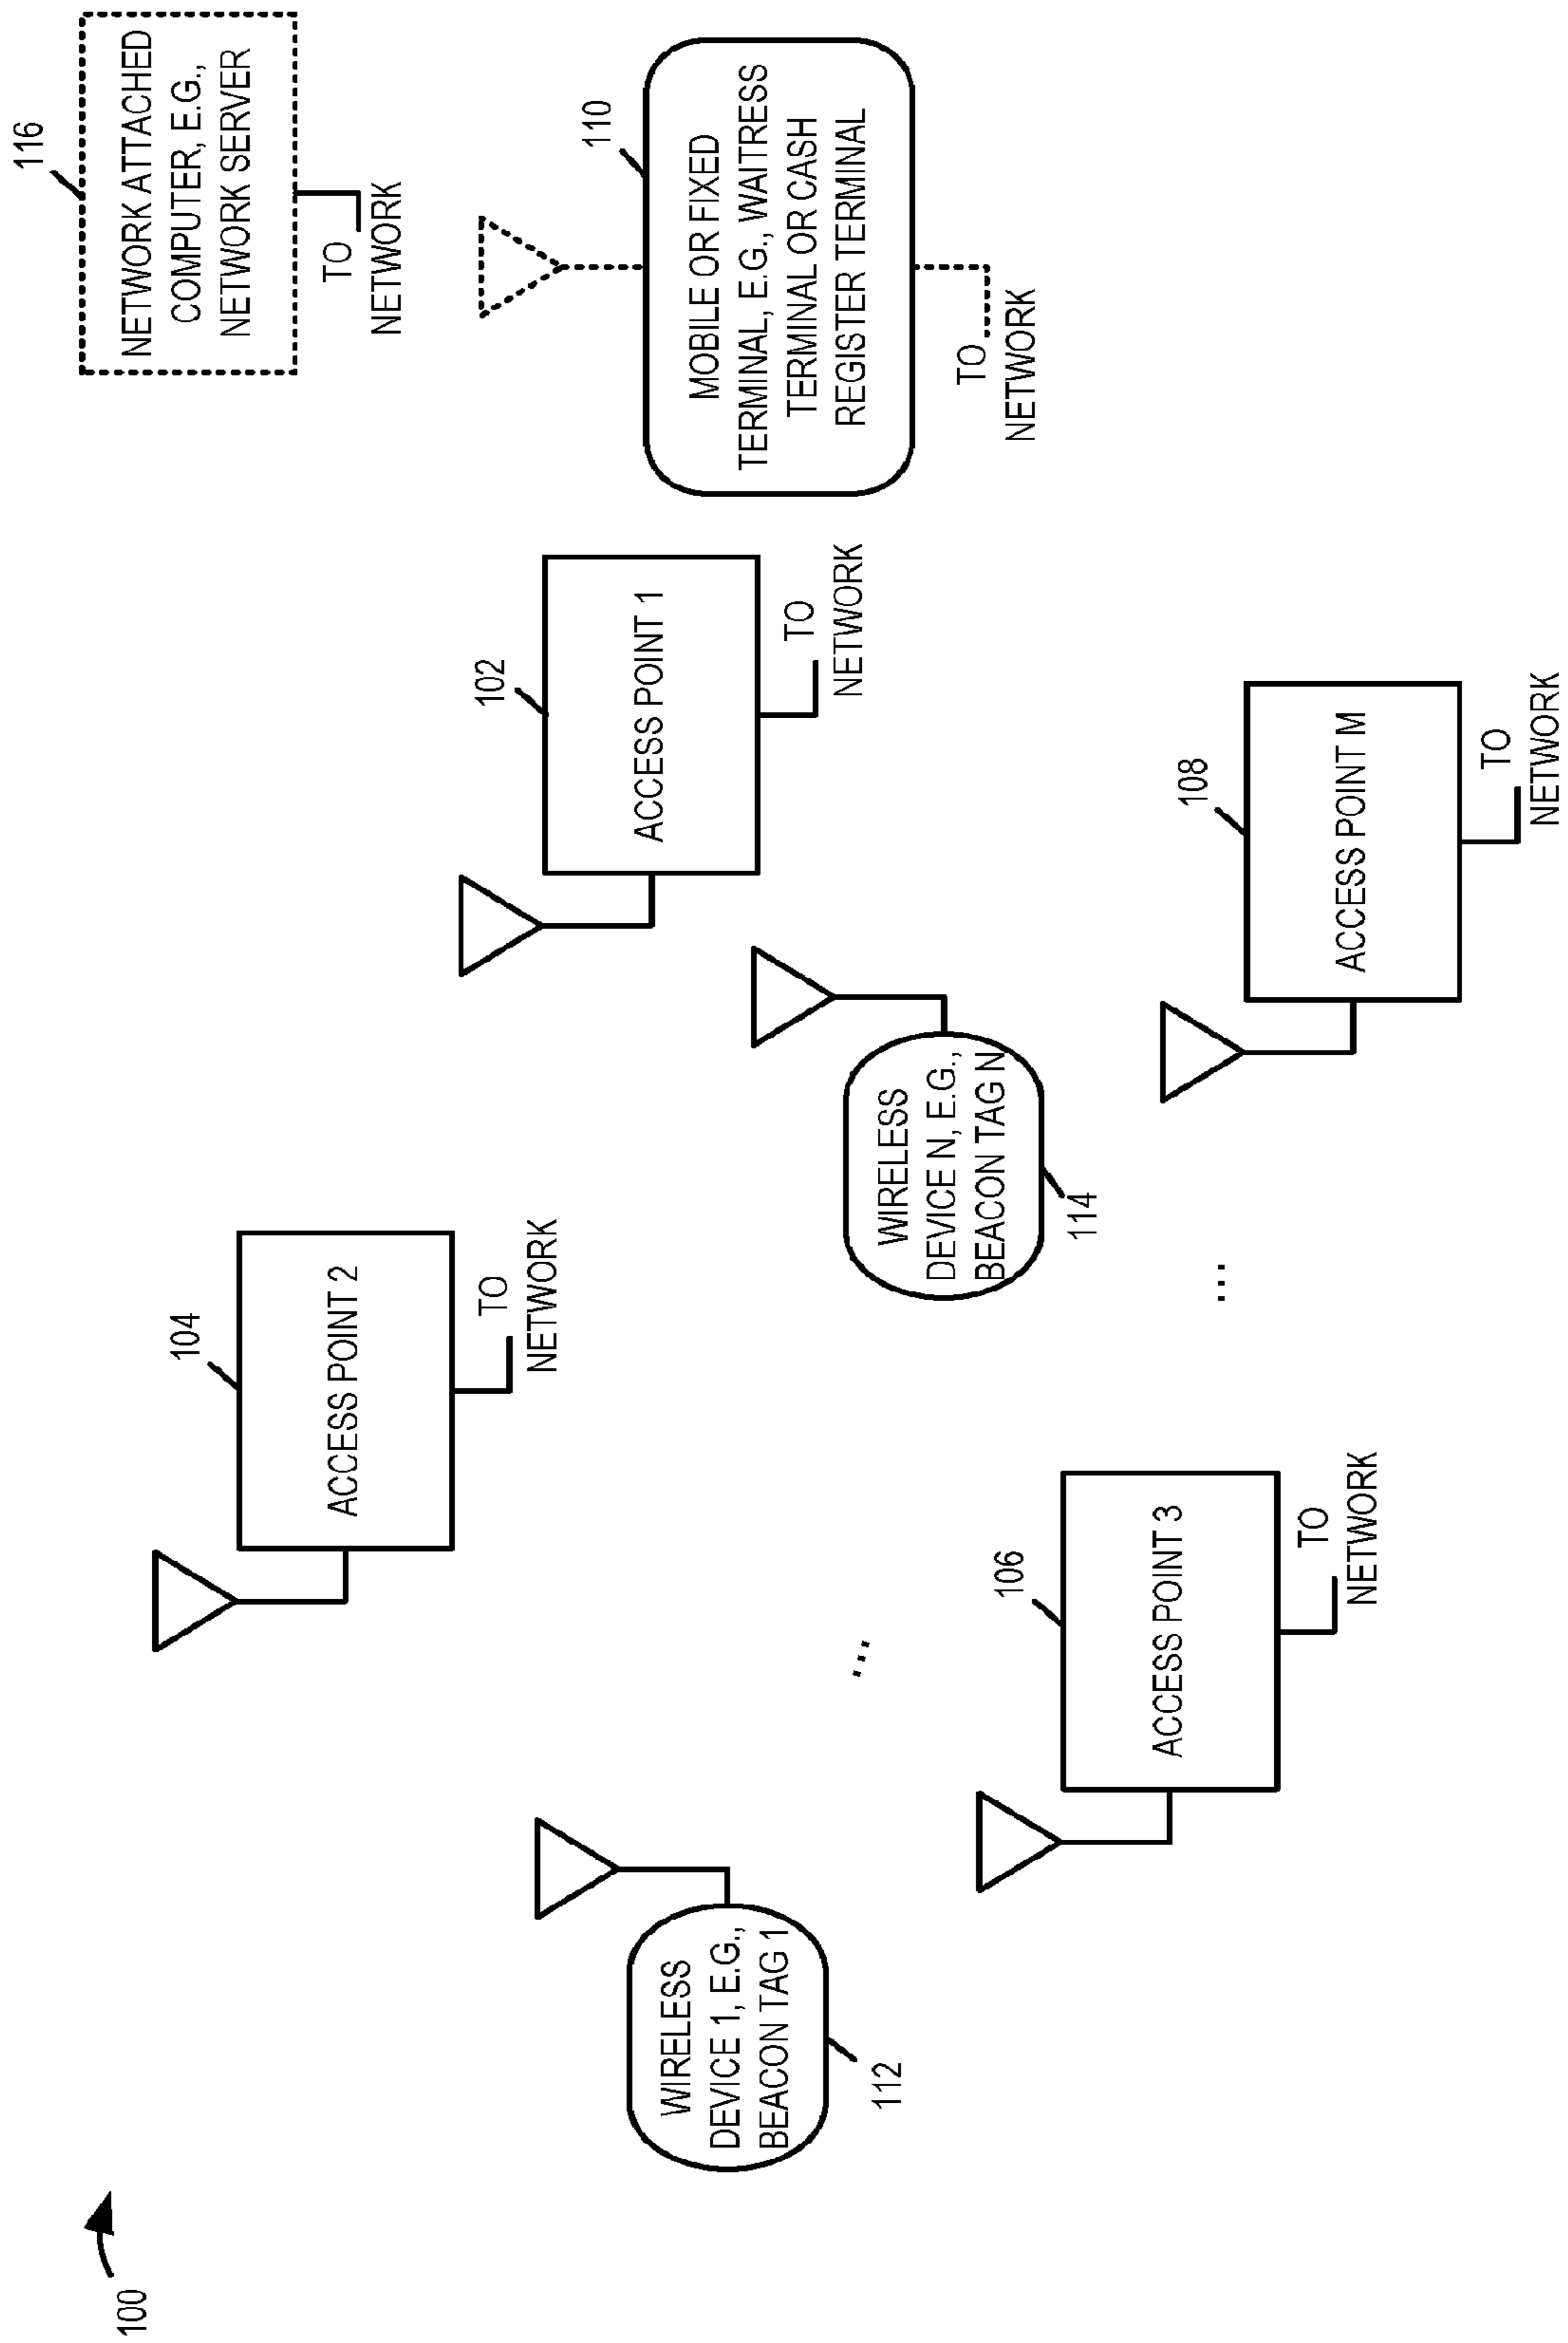 100
116
NETWORK ATTACHED
COMPUTER, E.G.,
NETWORK SERVER
TO
NETWORK
104
ACCESS POINT 2
TO
NETWORK
102
ACCESS POINT 1
TO
NETWORK
110
MOBILE OR FIXED
TERMINAL, E.G., WAITRESS
TERMINAL OR CASH
REGISTER TERMINAL
TO
NETWORK
WIRELESS
DEVICE 1, E.G.,
BEACON TAG 1
112
...
WIRELESS
DEVICE N, E.G.,
BEACON TAG N
114
106
ACCESS POINT 3
TO
NETWORK
...
108
ACCESS POINT M
TO
NETWORK